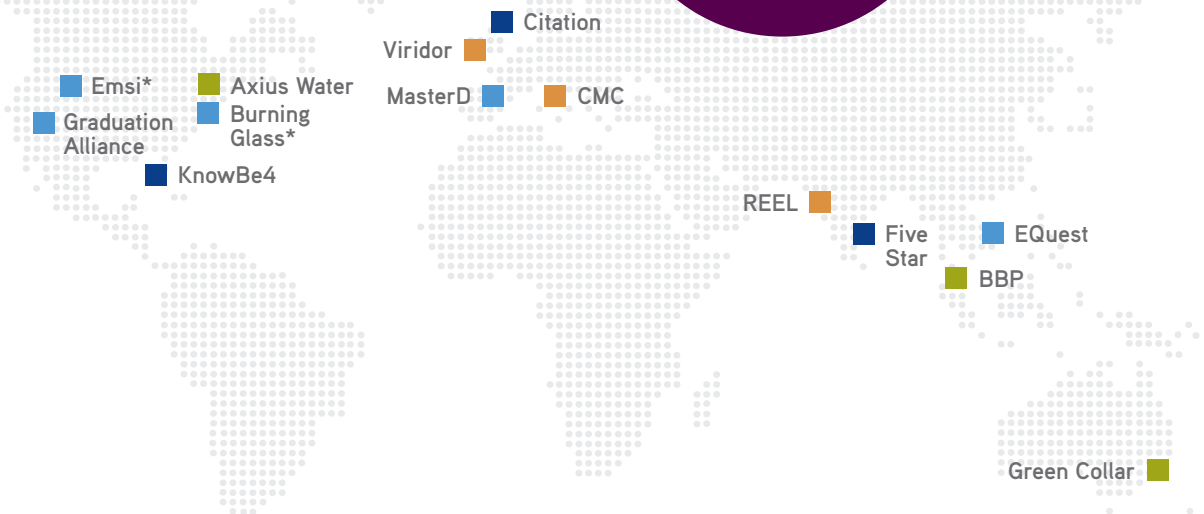 Citation
Viridor
Emsi*
Axius Water
MasterD
CMC
Graduation
Alliance
Burning
Glass*
KnowBe4
REEL
Five
Star
EQuest
BBP
Green Collar